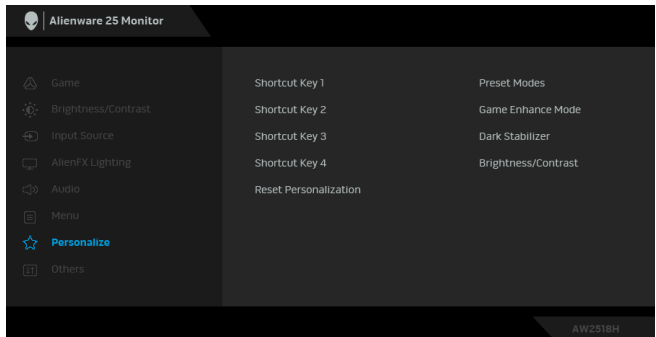 Alienware 25 Monitor
Game
Brightness/Contrast
Input Source
AlienFX Lighting
Audio
Menu
Personalize
Others
Shortcut Key 1 Preset Modes
Shortcut Key 2 Game Enhance Mode
Shortcut Key 3 Dark Stabilizer
Shortcut Key 4 Brightness/Contrast
Reset Personalization
AW2518H